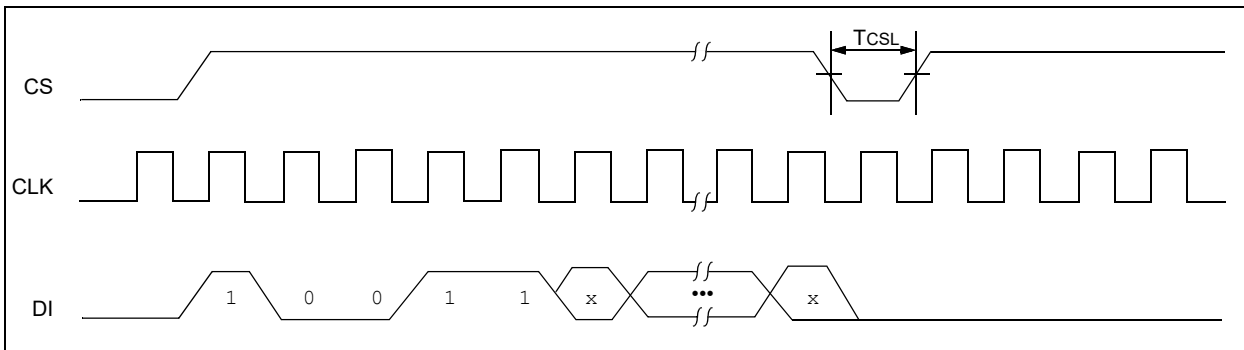 TCSL
CS
CLK
DI
1 0 0 1 1 x ••• x